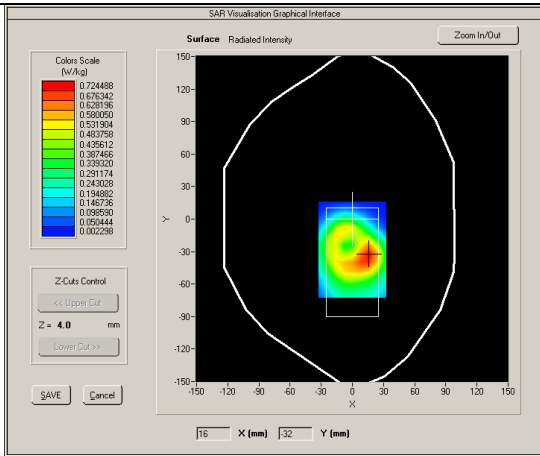 SAR Visualisation Graphical Interface
Surface Radiated Intensity
Zoom In/Out
Colors Scale
(W/kg)
0.724488
0.676342
0.628196
0.580050
0.531904
0.483758
0.435612
0.387466
0.339320
0.291174
0.243028
0.194882
0.146736
0.098590
0.050444
0.002298
Z-Cuts Control
<< Upper Cut
Z = 4.0 mm
Lower Cut >>
SAVE Cancel
150
120
90
60
30
0
-30
-60
-90
-120
-150
Y
-150 -120 -90 -60 -30 0 30 60 90 120 150
X
16 X (mm) -32 Y (mm)